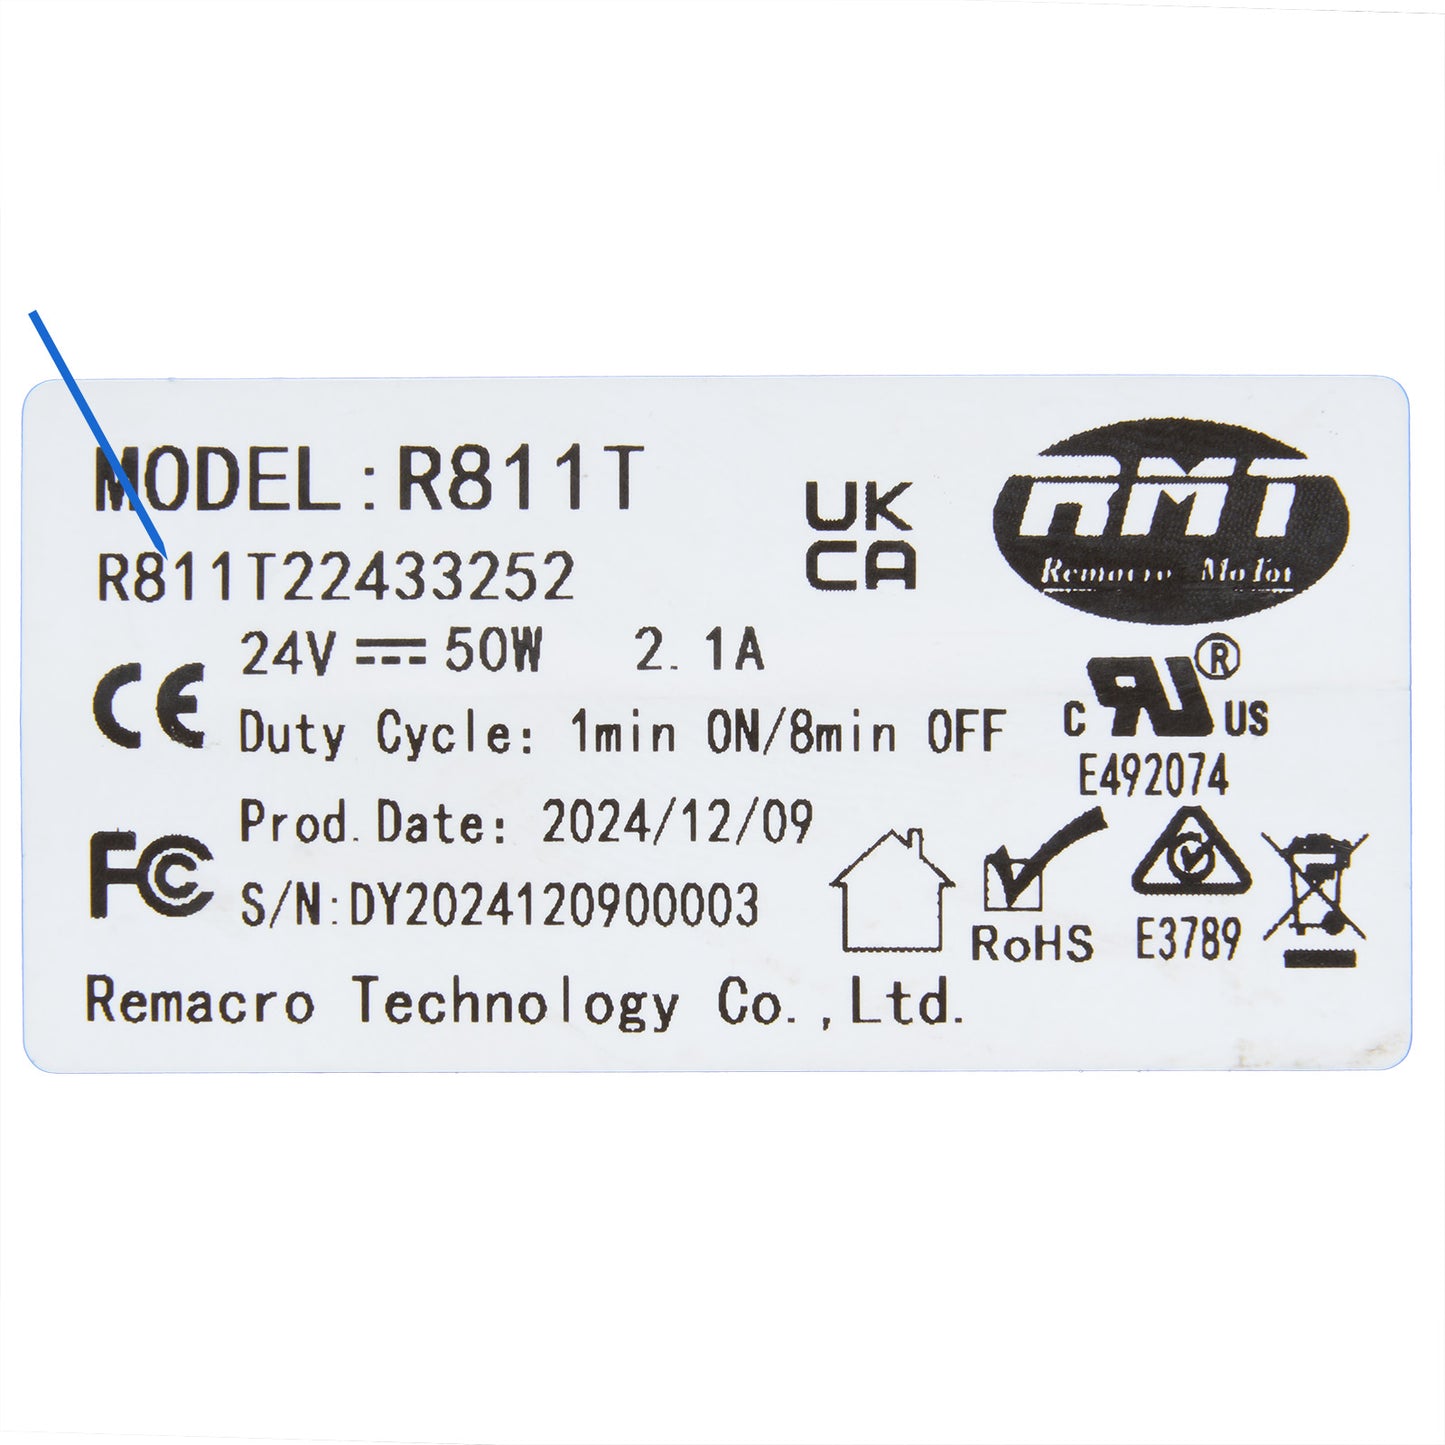 MODEL:R811T
R811T22433252
24V 50W 2.1A
Duty Cycle: 1min ON/8min OFF
Prod.Date: 2024/12/09
S/N:DY2024120900003
Remacro Technology Co.,Ltd.
CE
FC
UK
CA
RMT
Remacro Motor
C UR US ®
E492074
RoHS
E3789